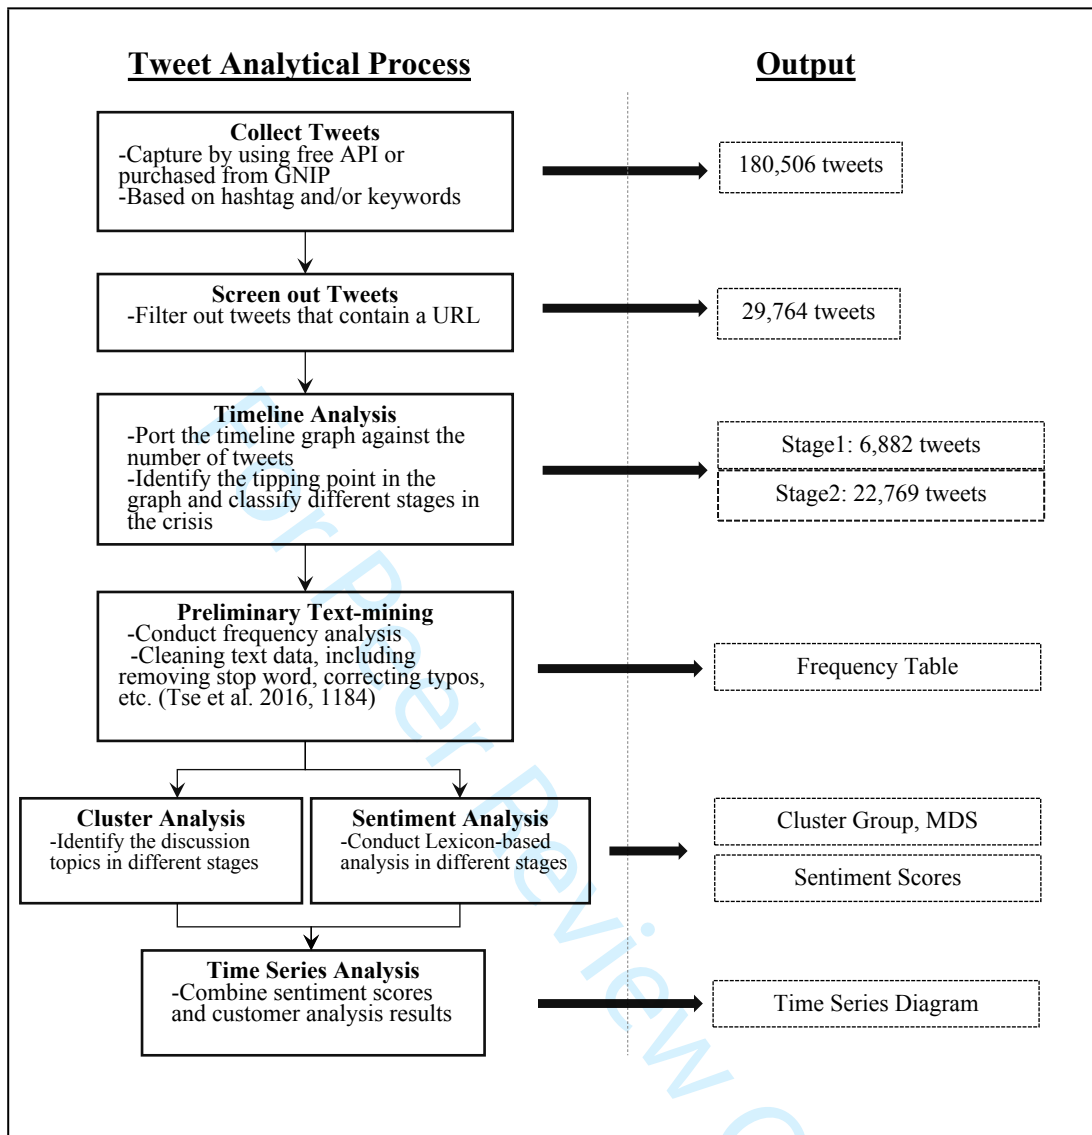 Tweet Analytical Process
Output
Collect Tweets
-Capture by using free API or
purchased from GNIP
-Based on hashtag and/or keywords
180,506 tweets
Screen out Tweets
-Filter out tweets that contain a URL
29,764 tweets
Timeline Analysis
-Port the timeline graph against the
number of tweets
-Identify the tipping point in the
graph and classify different stages in
the crisis
Stage1: 6,882 tweets
Stage2: 22,769 tweets
Preliminary Text-mining
-Conduct frequency analysis
-Cleaning text data, including
removing stop word, correcting typos,
etc. (Tse et al. 2016, 1184)
Frequency Table
Cluster Analysis
-Identify the discussion
topics in different stages
Sentiment Analysis
-Conduct Lexicon-based
analysis in different stages
Cluster Group, MDS
Sentiment Scores
Time Series Analysis
-Combine sentiment scores
and customer analysis results
Time Series Diagram
For Peer Review